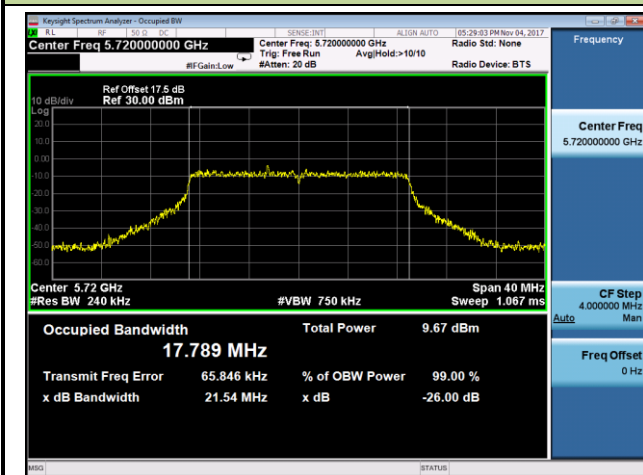 Keysight Spectrum Analyzer - Occupied BW
RL RF 50 Ω DC SENSE:INT ALIGN AUTO 05:29:03 PM Nov 04, 2017
Center Freq 5.720000000 GHz
Center Freq: 5.720000000 GHz
Radio Std: None
Trig: Free Run Avg|Hold:>10/10
#IFGain:Low #Atten: 20 dB Radio Device: BTS
Frequency
Ref Offset 17.5 dB
10 dB/div Ref 30.00 dBm
Log
20.0
10.0
0.00
-10.0
-20.0
-30.0
-40.0
-50.0
-60.0
Center 5.72 GHz Span 40 MHz
#Res BW 240 kHz #VBW 750 kHz Sweep 1.067 ms
Center Freq
5.720000000 GHz
CF Step
4.000000 MHz
Auto Man
Freq Offset
0 Hz
Occupied Bandwidth Total Power 9.67 dBm
17.789 MHz
Transmit Freq Error 65.846 kHz % of OBW Power 99.00 %
x dB Bandwidth 21.54 MHz x dB -26.00 dB
MSG STATUS